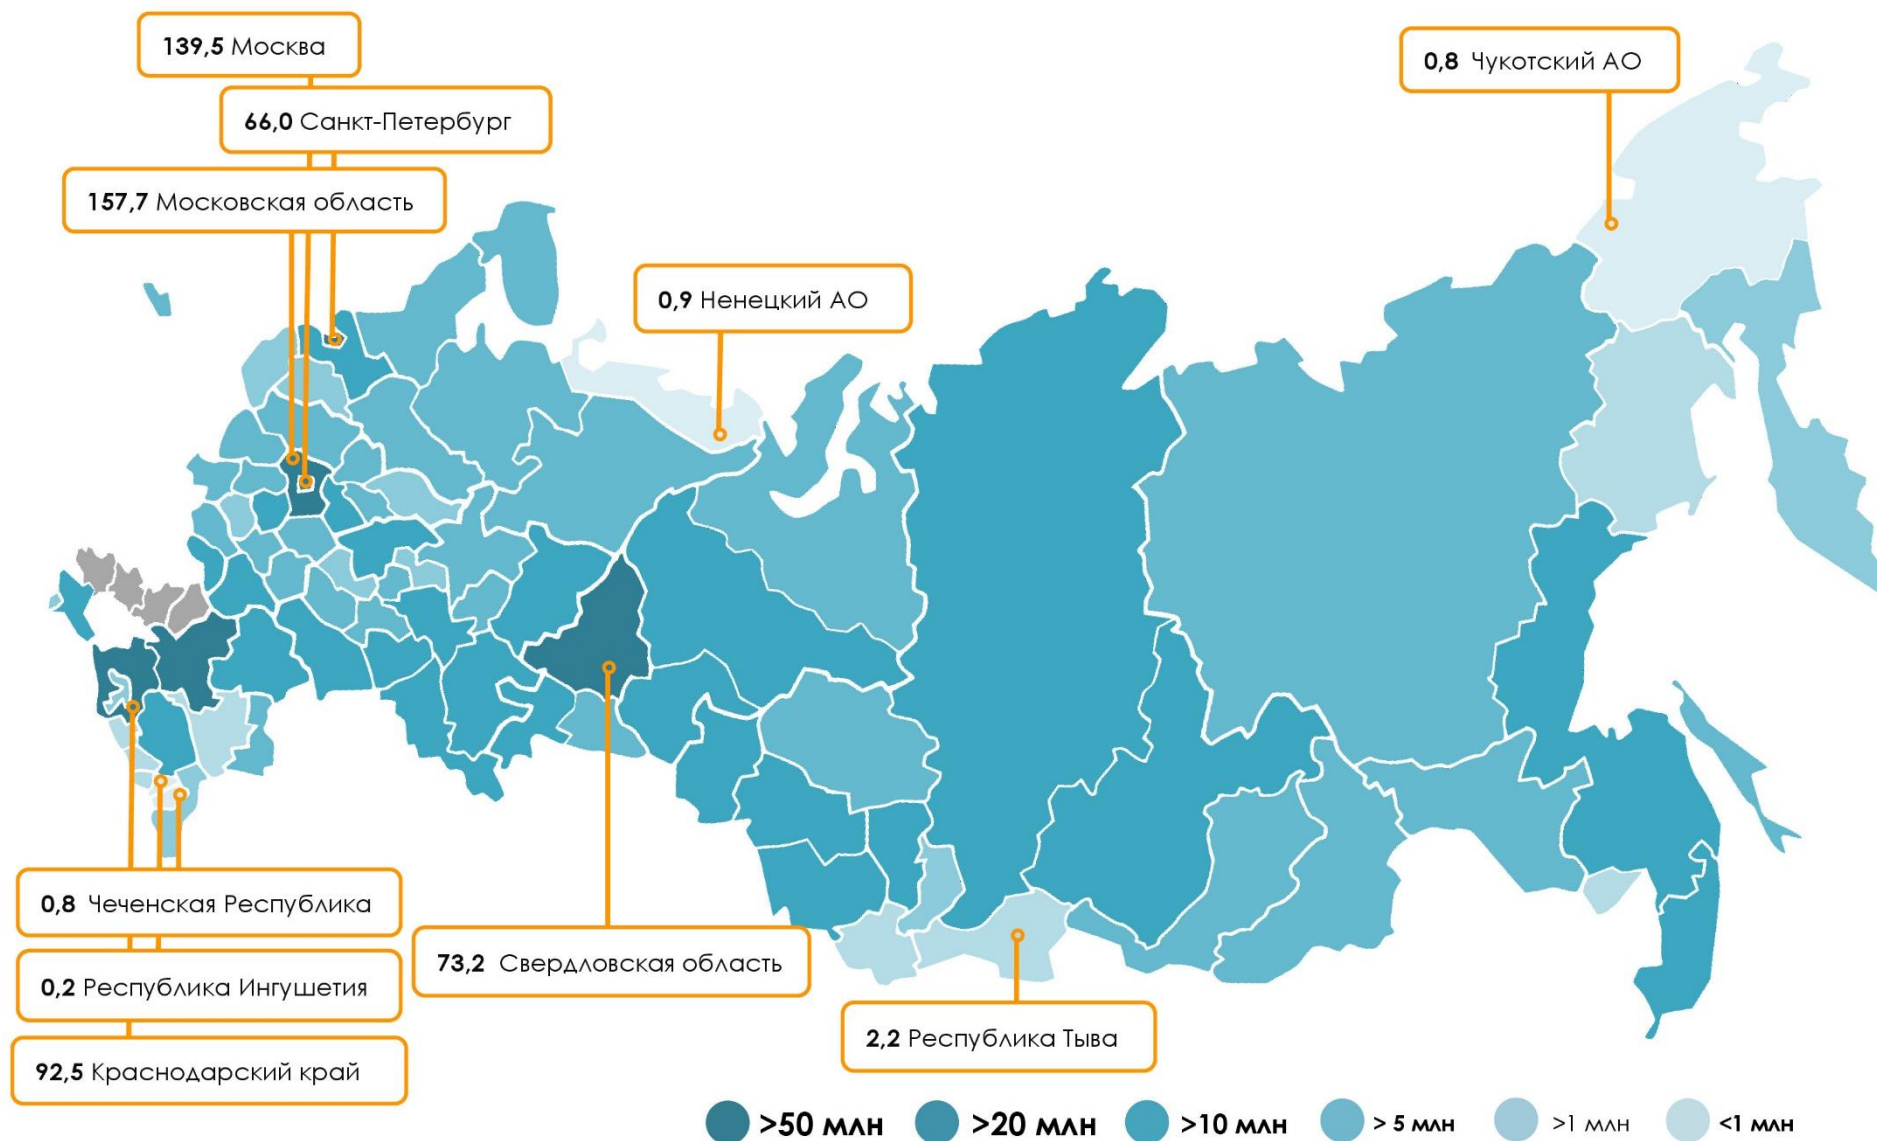 139,5 Москва
0,8 Чукотский АО
66,0 Санкт-Петербург
157,7 Московская область
0,9 Ненецкий АО
0,8 Чеченская Республика
73,2 Свердловская область
0,2 Республика Ингушетия
2,2 Республика Тыва
92,5 Краснодарский край
>50 млн
>20 млн
>10 млн
> 5 млн
>1 млн
<1 млн